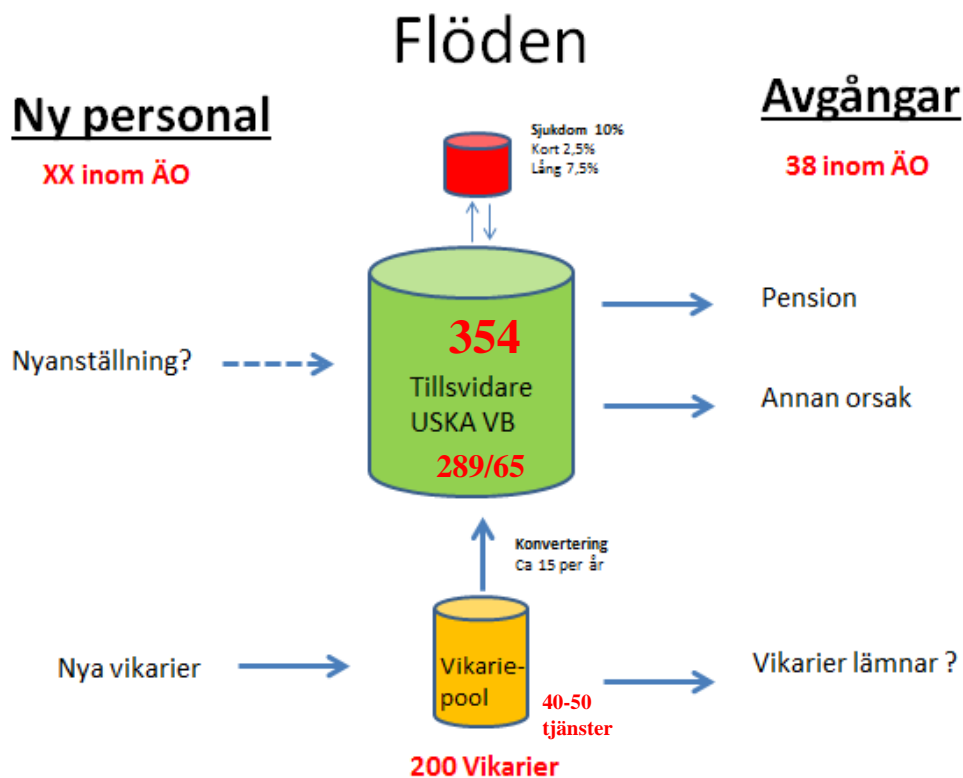 Flöden
Ny personal
XX inom ÄO
Sjukdom 10%
Kort 2,5%
Lång 7,5%
Avgångar
38 inom ÄO
Nyanställning?
354
Tillsvidare
USKA VB
289/65
Pension
Annan orsak
Konvertering
Ca 15 per år
Nya vikarier
Vikarie-
pool
40-50
tjänster
Vikarier lämnar ?
200 Vikarier